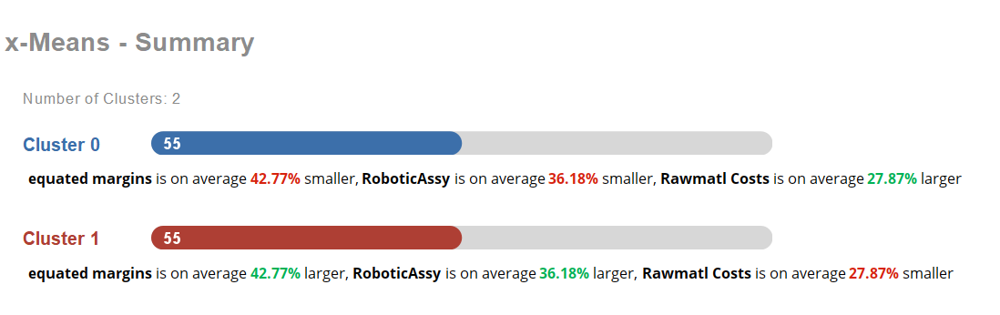 x-Means - Summary
Number of Clusters: 2
Cluster 0 55
equated margins is on average 42.77% smaller, RoboticAssy is on average 36.18% smaller, Rawmatl Costs is on average 27.87% larger
Cluster 1 55
equated margins is on average 42.77% larger, RoboticAssy is on average 36.18% larger, Rawmatl Costs is on average 27.87% smaller